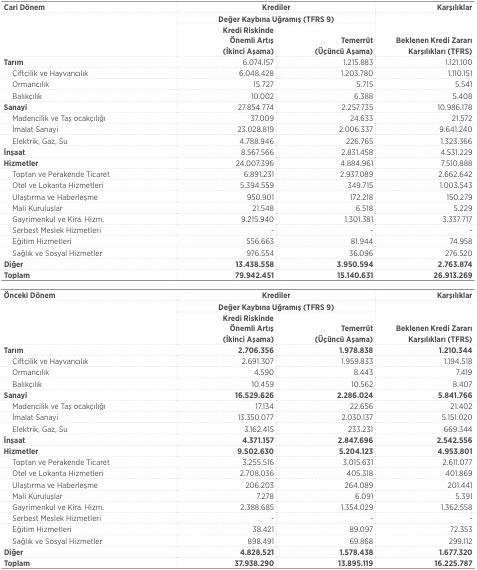 Cari Dönem Krediler Karşılıklar
Değer Kaybına Uğramış (TFRS 9)
Kredi Riskinde
Önemli Artış Temerrüt Beklenen Kredi Zararı
(İkinci Aşama) (Üçüncü Aşama) Karşılıkları (TFRS)
Tarım 6.074.157 1.215.883 1.121.100
Çiftçilik ve Hayvancılık 6.048.428 1.203.780 1.110.151
Ormancılık 15.727 5.715 5.541
Balıkçılık 10.002 6.388 5.408
Sanayi 27.854.774 2.257.735 10.986.178
Madencilik ve Taş ocakçılığı 37.009 24.633 21.572
İmalat Sanayi 23.028.819 2.006.337 9.641.240
Elektrik, Gaz, Su 4.788.946 226.765 1.323.366
İnşaat 8.567.566 2.831.458 4.531.229
Hizmetler 24.007.396 4.884.961 7.510.888
Toptan ve Perakende Ticaret 6.891.231 2.937.089 2.662.642
Otel ve Lokanta Hizmetleri 5.394.559 349.715 1.003.543
Ulaştırma ve Haberleşme 950.901 172.218 150.279
Mali Kuruluşlar 21.548 6.518 5.229
Gayrimenkul ve Kira. Hizm. 9.215.940 1.301.381 3.337.717
Serbest Meslek Hizmetleri - - -
Eğitim Hizmetleri 556.663 81.944 74.958
Sağlık ve Sosyal Hizmetler 976.554 36.096 276.520
Diğer 13.438.558 3.950.594 2.763.874
Toplam 79.942.451 15.140.631 26.913.269
Önceki Dönem Krediler Karşılıklar
Değer Kaybına Uğramış (TFRS 9)
Kredi Riskinde
Önemli Artış Temerrüt Beklenen Kredi Zararı
(İkinci Aşama) (Üçüncü Aşama) Karşılıkları (TFRS)
Tarım 2.706.356 1.978.838 1.210.344
Çiftçilik ve Hayvancılık 2.691.307 1.959.833 1.194.518
Ormancılık 4.590 8.443 7.419
Balıkçılık 10.459 10.562 8.407
Sanayi 16.529.626 2.286.024 5.841.766
Madencilik ve Taş ocakçılığı 17.134 22.656 21.402
İmalat Sanayi 13.350.077 2.030.137 5.151.020
Elektrik, Gaz, Su 3.162.415 233.231 669.344
İnşaat 4.371.157 2.847.696 2.542.556
Hizmetler 9.502.630 5.204.123 4.953.801
Toptan ve Perakende Ticaret 3.255.516 3.015.631 2.611.077
Otel ve Lokanta Hizmetleri 2.708.036 405.318 401.869
Ulaştırma ve Haberleşme 206.203 264.089 201.441
Mali Kuruluşlar 7.278 6.091 5.391
Gayrimenkul ve Kira. Hizm. 2.388.685 1.354.029 1.362.558
Serbest Meslek Hizmetleri - - -
Eğitim Hizmetleri 38.421 89.097 72.353
Sağlık ve Sosyal Hizmetler 898.491 69.868 299.112
Diğer 4.828.521 1.578.438 1.677.320
Toplam 37.938.290 13.895.119 16.225.787